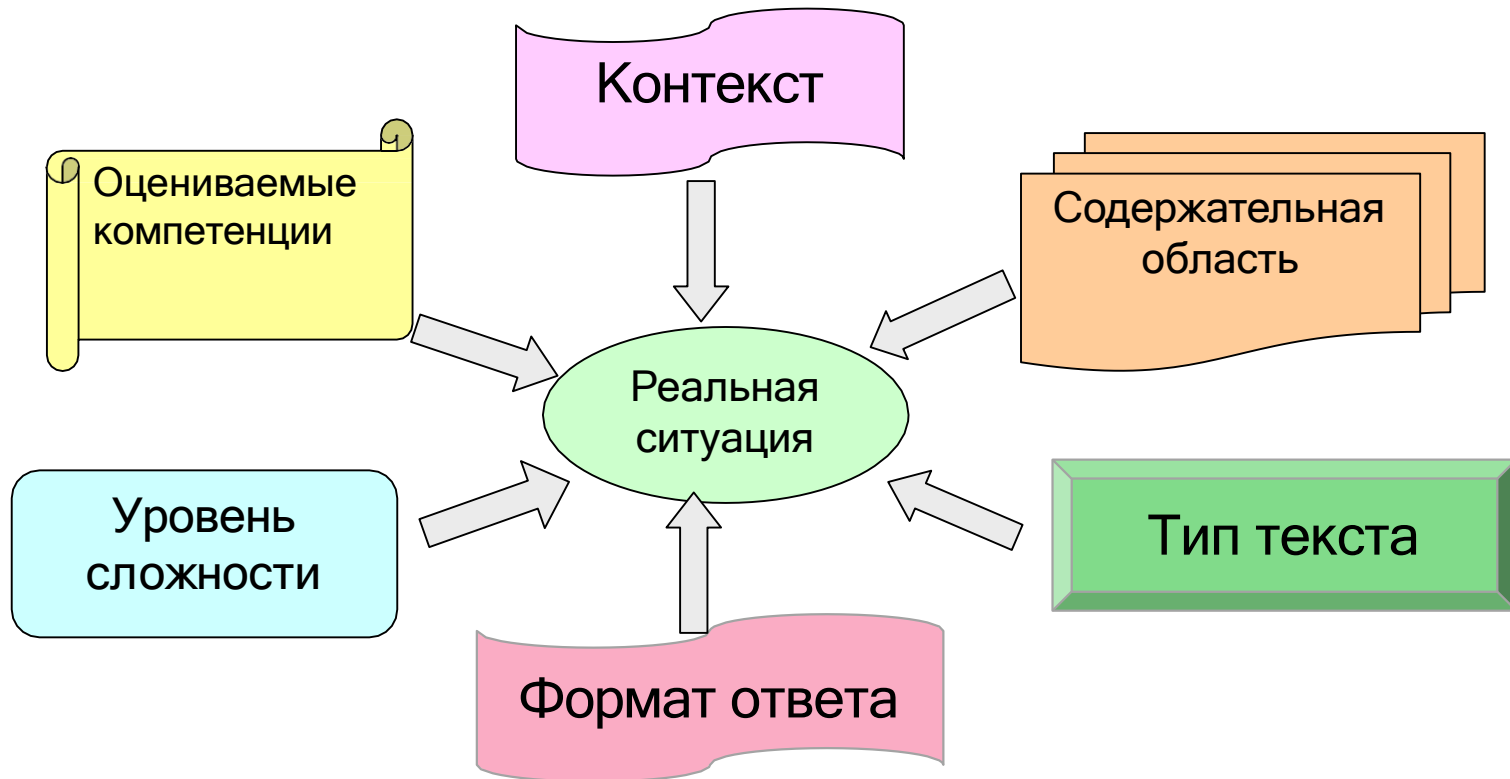 Контекст
Оцениваемые
компетенции
Содержательная
область
Реальная
ситуация
Уровень
сложности
Тип текста
Формат ответа